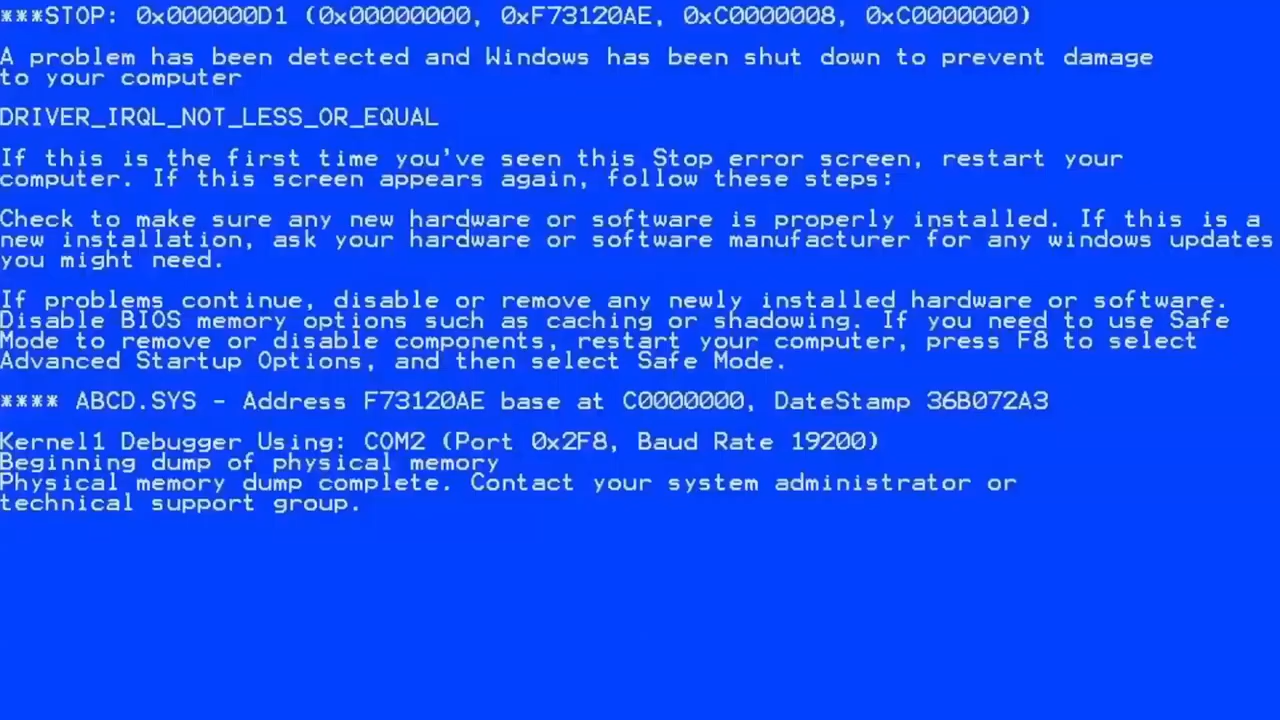 ***STOP: 0x000000D1 (0x00000000, 0xF73120AE, 0xC0000008, 0xC0000000)
A problem has been detected and Windows has been shut down to prevent damage
to your computer
DRIVER_IRQL_NOT_LESS_OR_EQUAL
If this is the first time you've seen this Stop error screen, restart your
computer. If this screen appears again, follow these steps:
Check to make sure any new hardware or software is properly installed. If this is a
new installation, ask your hardware or software manufacturer for any windows updates
you might need.
If problems continue, disable or remove any newly installed hardware or software.
Disable BIOS memory options such as caching or shadowing. If you need to use Safe
Mode to remove or disable components, restart your computer, press F8 to select
Advanced Startup Options, and then select Safe Mode.
**** ABCD.SYS - Address F73120AE base at C0000000, DateStamp 36B072A3
Kernel1 Debugger Using: COM2 (Port 0x2F8, Baud Rate 19200)
Beginning dump of physical memory
Physical memory dump complete. Contact your system administrator or
technical support group.